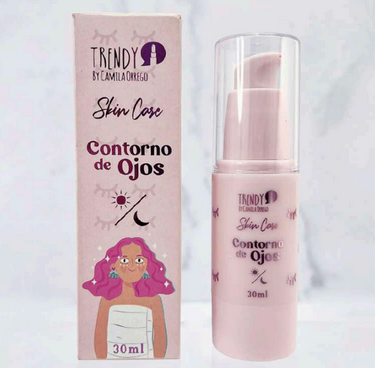 TRENDY
BY CAMILA ORREGO
Skin Care
Contorno
de Ojos
30ml
TRENDY
BY CAMILA ORREGO
Skin Care
Contorno
de Ojos
30ml